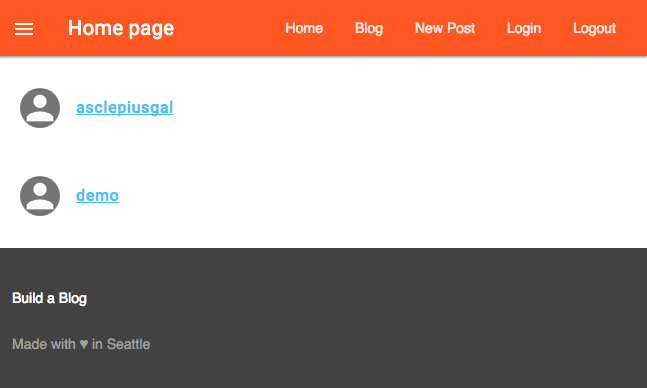 Home page Home Blog New Post Login Logout
asclepiusgal
demo
Build a Blog
Made with ♥ in Seattle